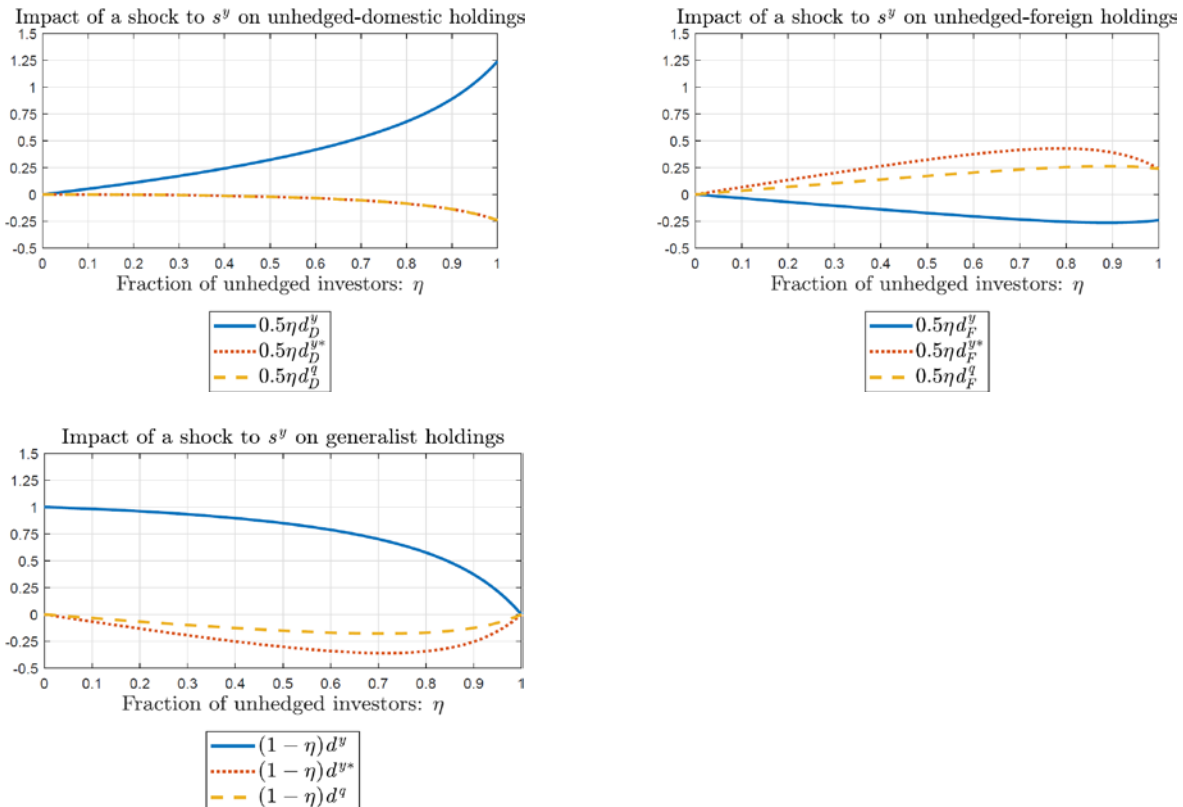 Impact of a shock to s^y on unhedged-domestic holdings
1.5
1.25
1
0.75
0.5
0.25
0
-0.25
-0.5
0 0.1 0.2 0.3 0.4 0.5 0.6 0.7 0.8 0.9 1
Fraction of unhedged investors: η
0.5ηd_D^y
0.5ηd_D^{y*}
0.5ηd_D^q
Impact of a shock to s^y on unhedged-foreign holdings
1.5
1.25
1
0.75
0.5
0.25
0
-0.25
-0.5
0 0.1 0.2 0.3 0.4 0.5 0.6 0.7 0.8 0.9 1
Fraction of unhedged investors: η
0.5ηd_F^y
0.5ηd_F^{y*}
0.5ηd_F^q
Impact of a shock to s^y on generalist holdings
1.5
1.25
1
0.75
0.5
0.25
0
-0.25
-0.5
0 0.1 0.2 0.3 0.4 0.5 0.6 0.7 0.8 0.9 1
Fraction of unhedged investors: η
(1 − η)d^y
(1 − η)d^{y*}
(1 − η)d^q